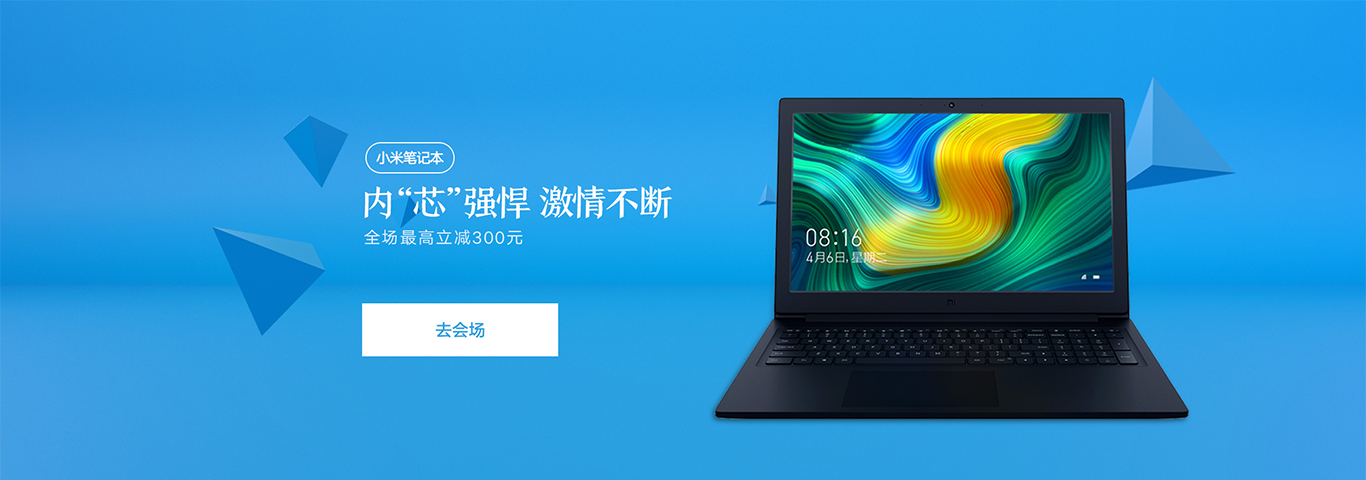 小米笔记本
内“芯”强悍 激情不断
全场最高立减300元
去会场
08:16
4月6日, 星期二